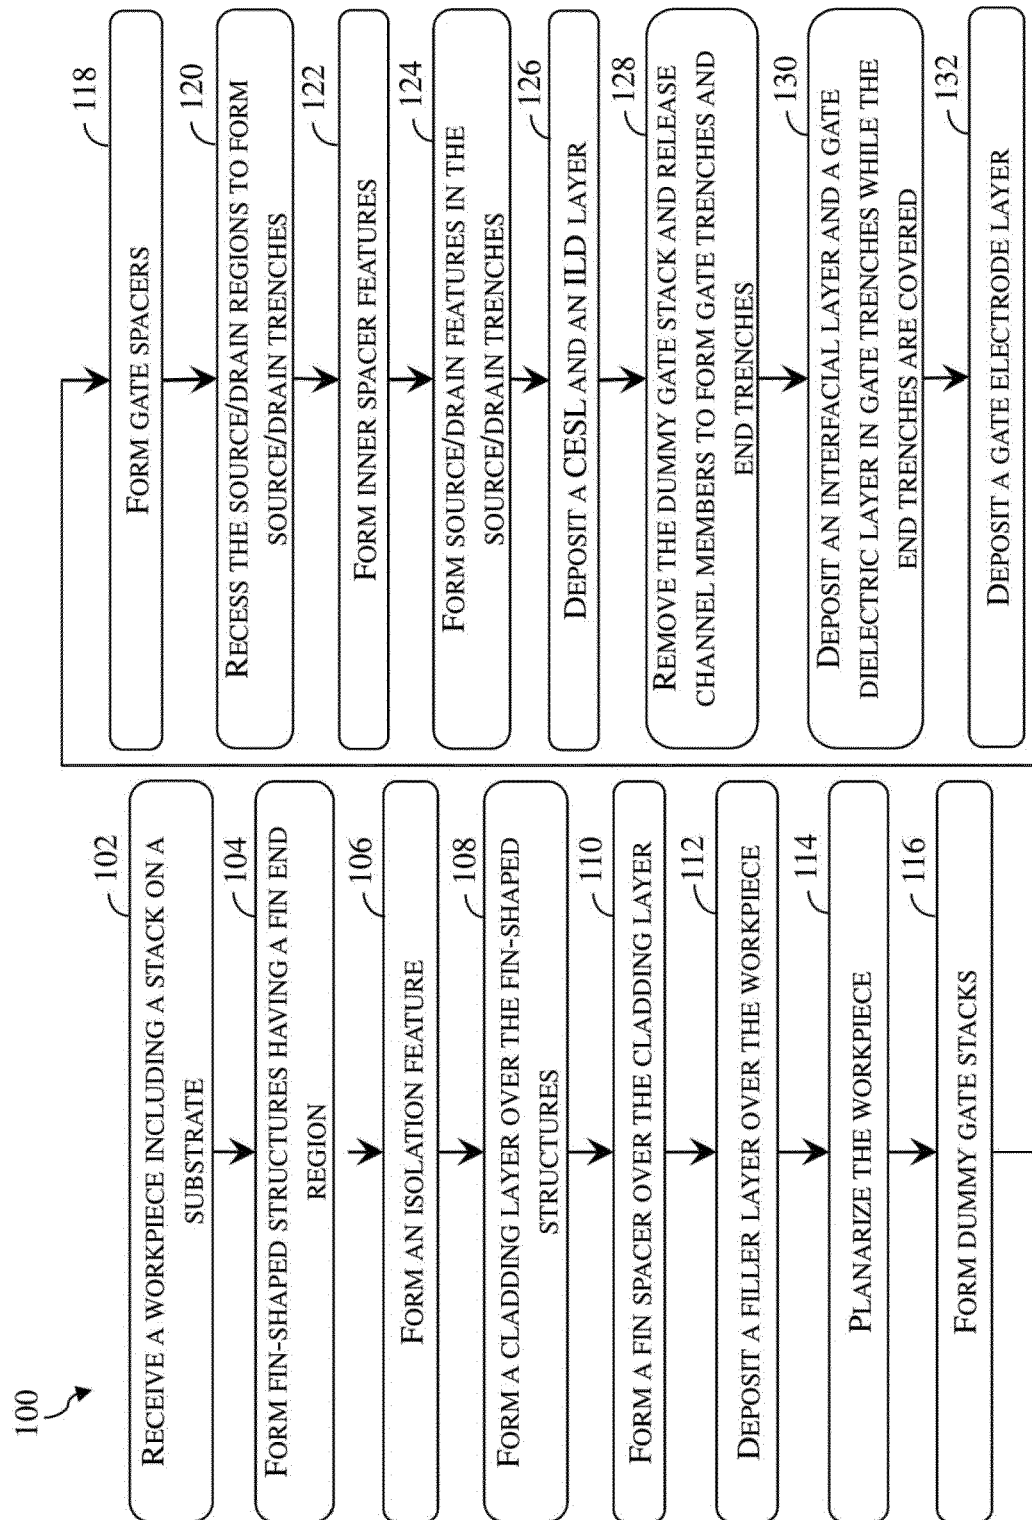 100
102
RECEIVE A WORKPIECE INCLUDING A STACK ON A
SUBSTRATE
104
FORM FIN-SHAPED STRUCTURES HAVING A FIN END
REGION
106
FORM AN ISOLATION FEATURE
108
FORM A CLADDING LAYER OVER THE FIN-SHAPED
STRUCTURES
110
FORM A FIN SPACER OVER THE CLADDING LAYER
112
DEPOSIT A FILLER LAYER OVER THE WORKPIECE
114
PLANARIZE THE WORKPIECE
116
FORM DUMMY GATE STACKS
118
FORM GATE SPACERS
120
RECESS THE SOURCE/DRAIN REGIONS TO FORM
SOURCE/DRAIN TRENCHES
122
FORM INNER SPACER FEATURES
124
FORM SOURCE/DRAIN FEATURES IN THE
SOURCE/DRAIN TRENCHES
126
DEPOSIT A CESL AND AN ILD LAYER
128
REMOVE THE DUMMY GATE STACK AND RELEASE
CHANNEL MEMBERS TO FORM GATE TRENCHES AND
END TRENCHES
130
DEPOSIT AN INTERFACIAL LAYER AND A GATE
DIELECTRIC LAYER IN GATE TRENCHES WHILE THE
END TRENCHES ARE COVERED
132
DEPOSIT A GATE ELECTRODE LAYER